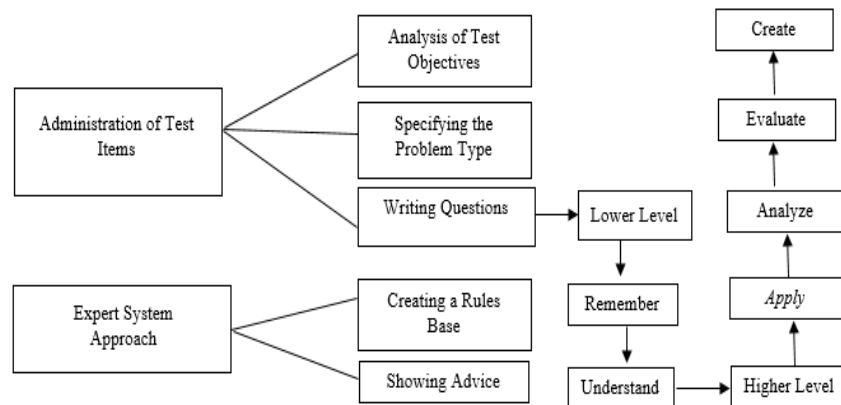 Administration of Test
Items
Analysis of Test
Objectives
Specifying the
Problem Type
Writing Questions
Expert System
Approach
Creating a Rules
Base
Showing Advice
Lower Level
Remember
Understand
Higher Level
Apply
Analyze
Evaluate
Create